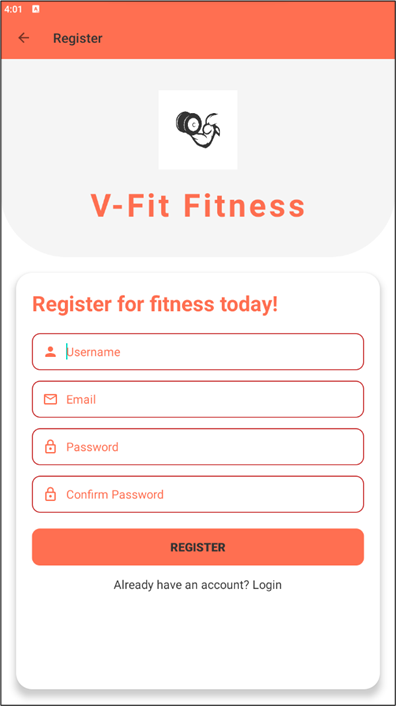 4:01
Register
V-Fit Fitness
Register for fitness today!
Username
Email
Password
Confirm Password
REGISTER
Already have an account? Login